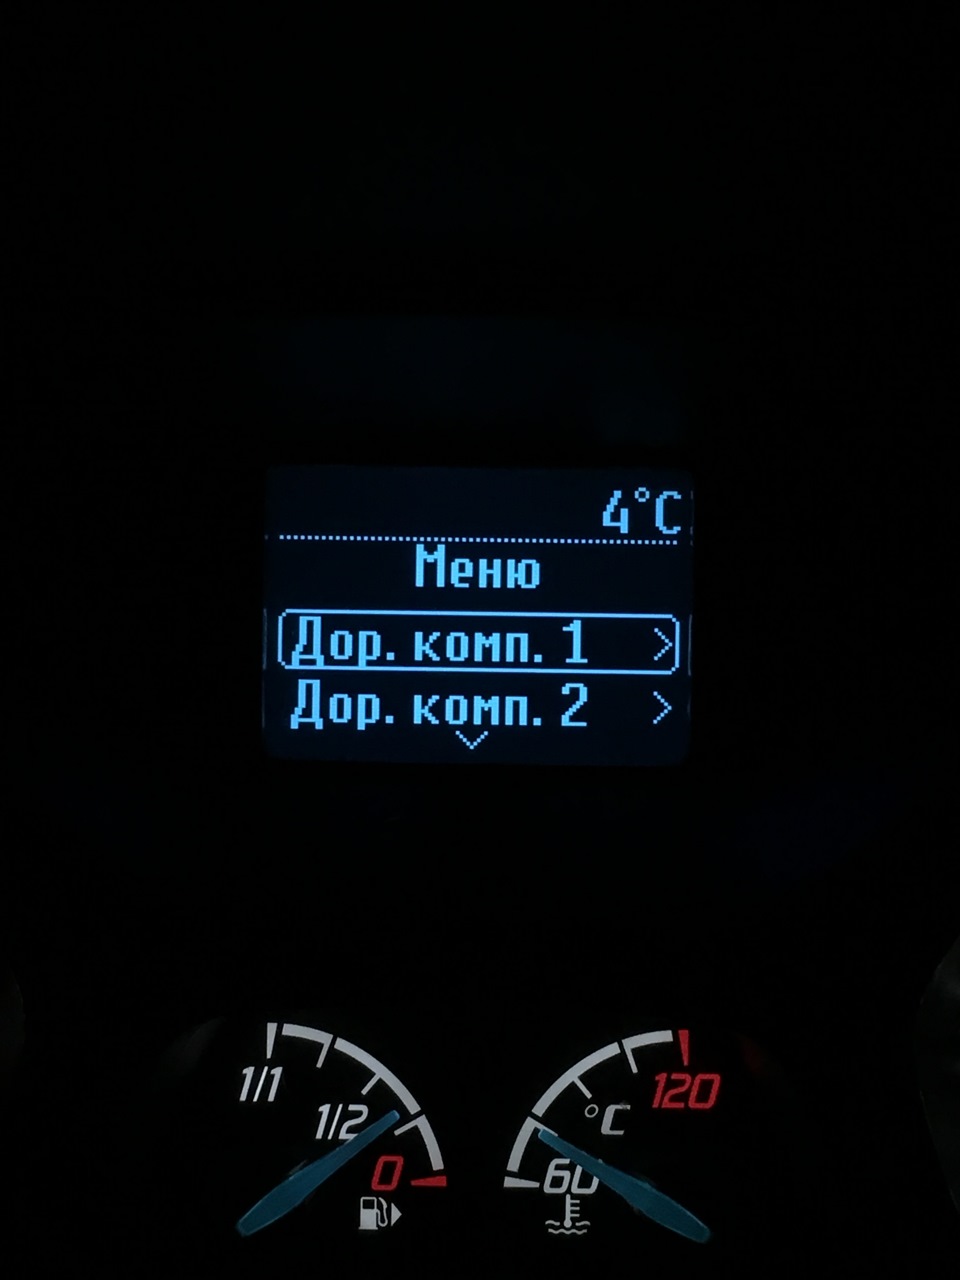 4°C
Меню
Дор. комп. 1
Дор. комп. 2
1/1
1/2
0
120
°C
60